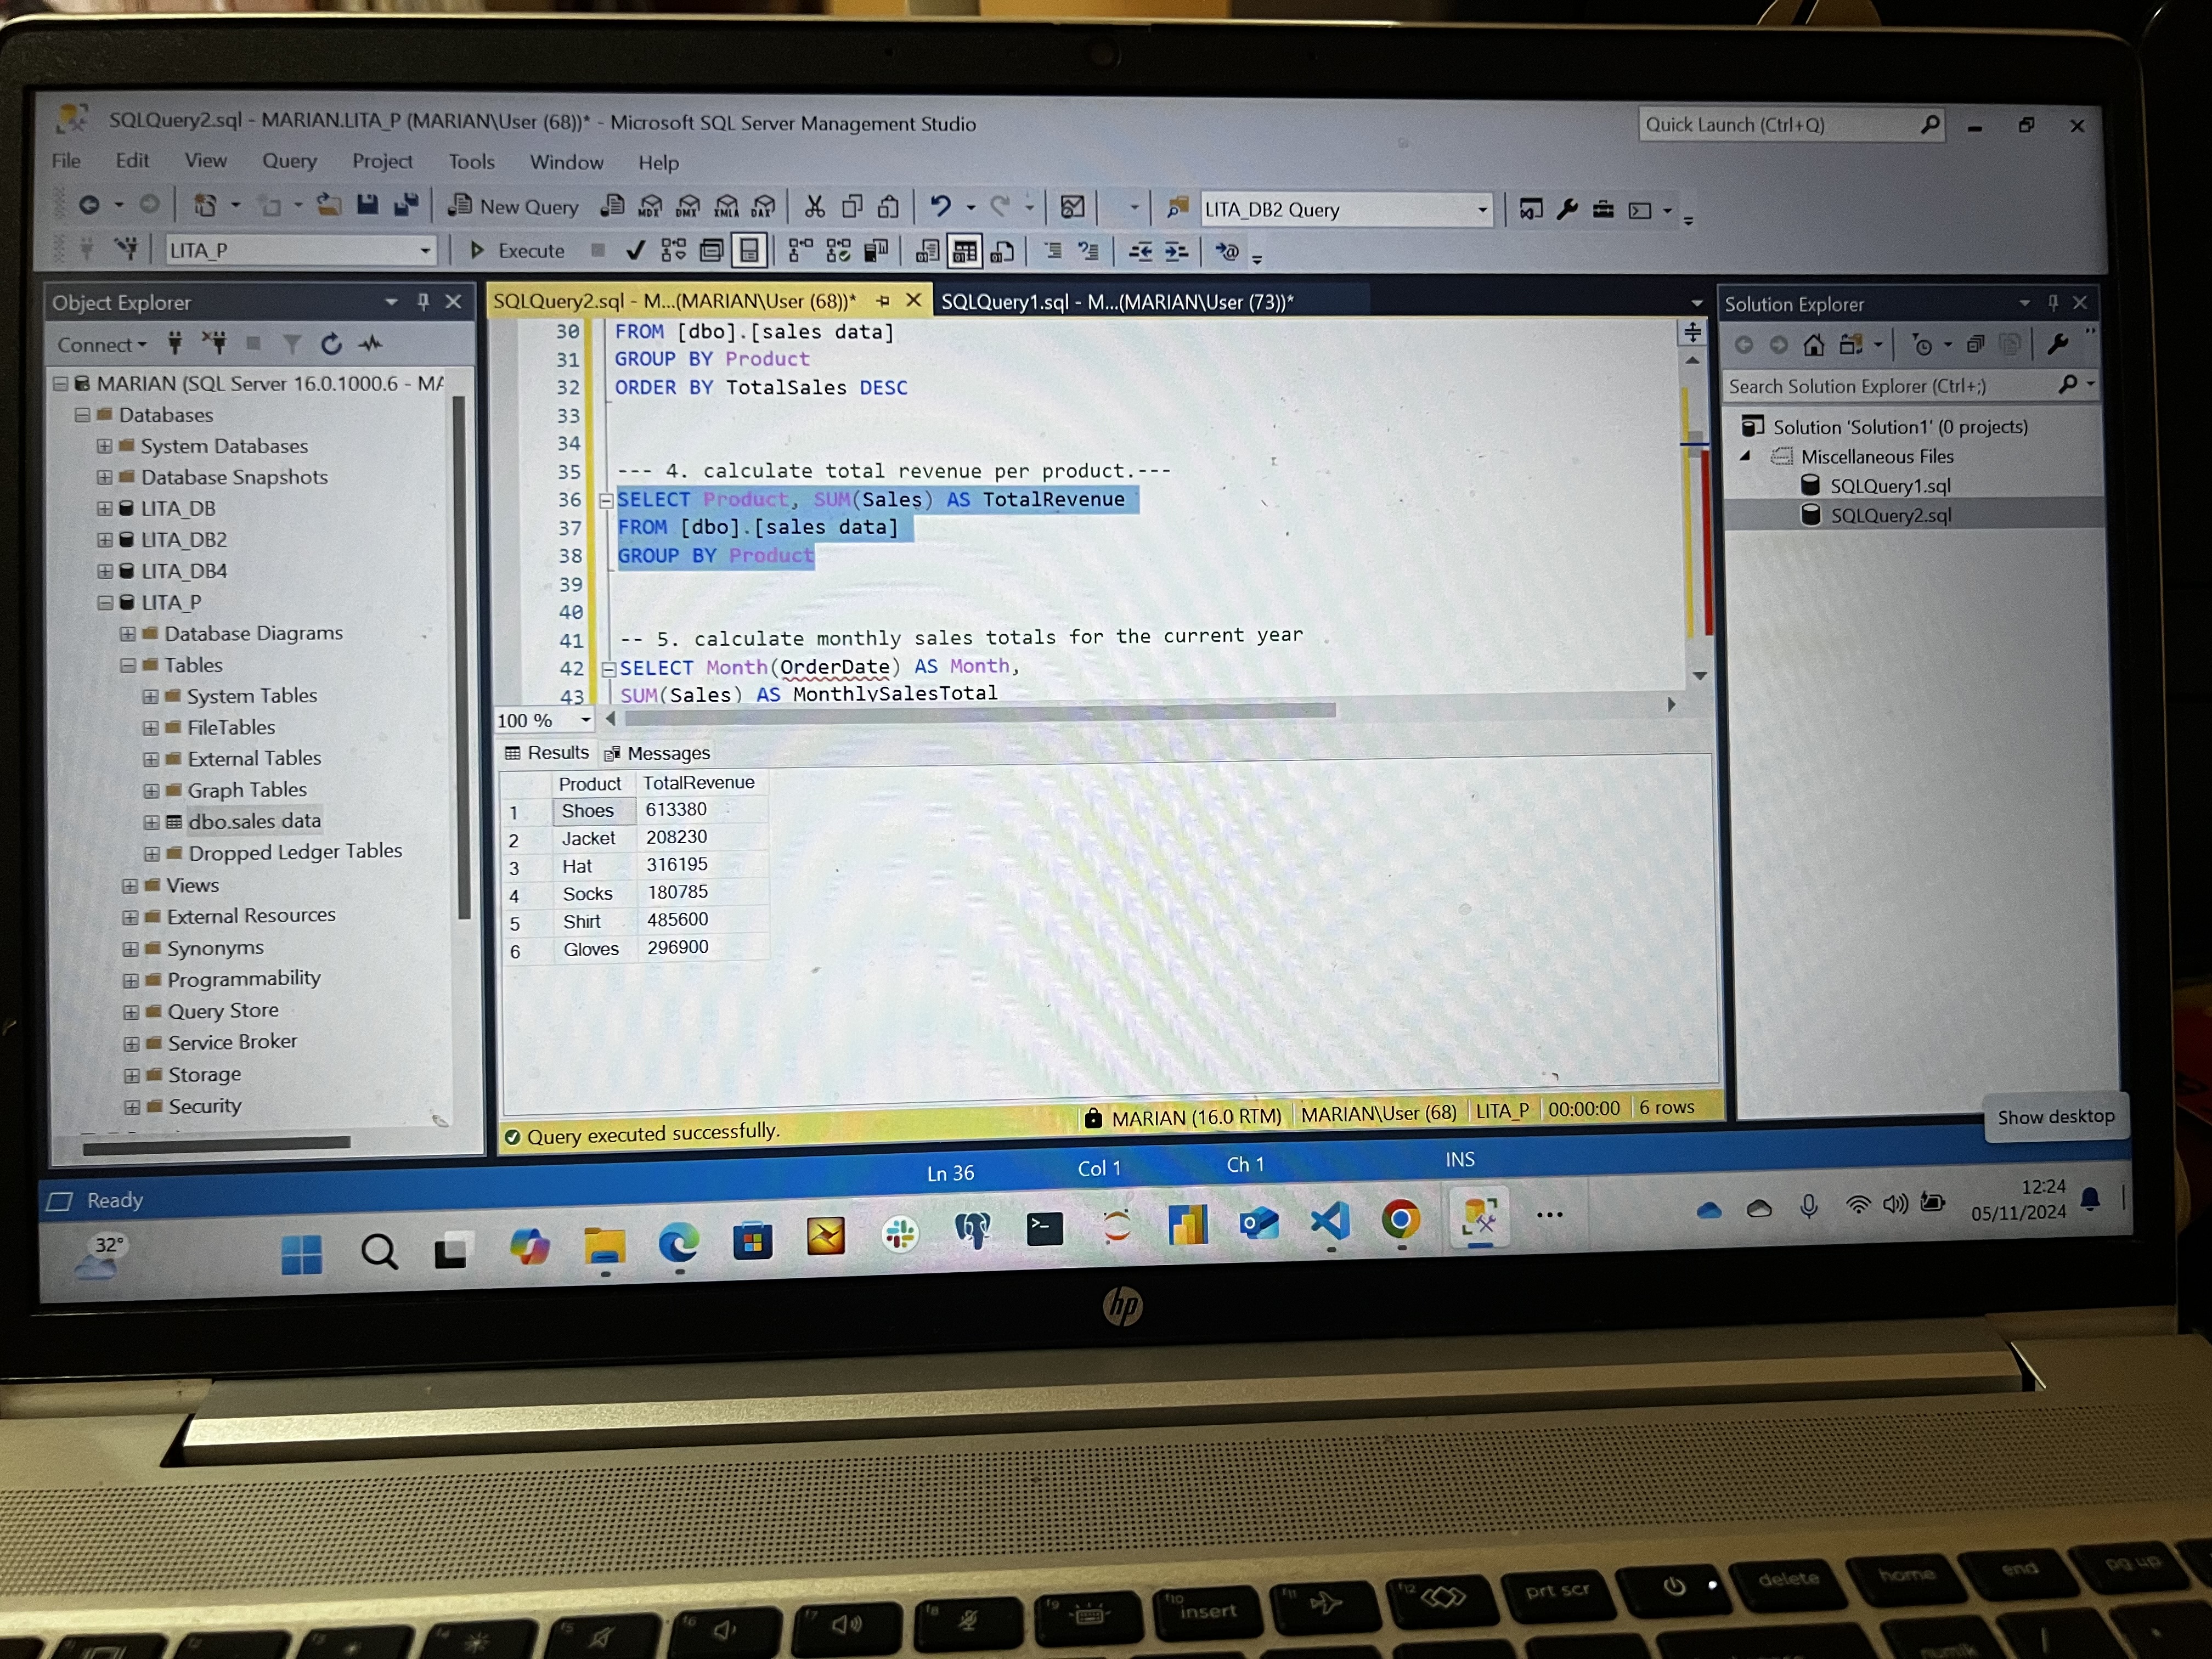 SQLQuery2.sql - MARIAN.LITA_P (MARIAN\User (68))* - Microsoft SQL Server Management Studio
Quick Launch (Ctrl+Q)
File Edit View Query Project Tools Window Help
New Query MDX DMX XMLA DAX LITA_DB2 Query
LITA_P Execute
Object Explorer
Connect
MARIAN (SQL Server 16.0.1000.6 - MA
Databases
System Databases
Database Snapshots
LITA_DB
LITA_DB2
LITA_DB4
LITA_P
Database Diagrams
Tables
System Tables
FileTables
External Tables
Graph Tables
dbo.sales data
Dropped Ledger Tables
Views
External Resources
Synonyms
Programmability
Query Store
Service Broker
Storage
Security
SQLQuery2.sql - M...(MARIAN\User (68))* SQLQuery1.sql - M...(MARIAN\User (73))*
30 FROM [dbo].[sales data]
31 GROUP BY Product
32 ORDER BY TotalSales DESC
33
34
35 --- 4. calculate total revenue per product.---
36 SELECT Product, SUM(Sales) AS TotalRevenue
37 FROM [dbo].[sales data]
38 GROUP BY Product
39
40
41 -- 5. calculate monthly sales totals for the current year
42 SELECT Month(OrderDate) AS Month,
43 SUM(Sales) AS MonthlySalesTotal
100 %
Results Messages
Product TotalRevenue
1 Shoes 613380
2 Jacket 208230
3 Hat 316195
4 Socks 180785
5 Shirt 485600
6 Gloves 296900
Query executed successfully. MARIAN (16.0 RTM) MARIAN\User (68) LITA_P 00:00:00 6 rows
Solution Explorer
Search Solution Explorer (Ctrl+;)
Solution 'Solution1' (0 projects)
Miscellaneous Files
SQLQuery1.sql
SQLQuery2.sql
Show desktop
Ready Ln 36 Col 1 Ch 1 INS
32°
12:24
05/11/2024
hp
f5 f6 f7 f8 f9 f10 insert f11 f12 prt scr delete home end pg up